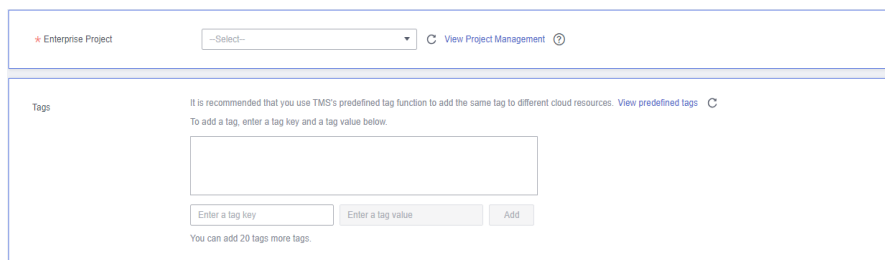 * Enterprise Project --Select-- View Project Management ?
Tags It is recommended that you use TMS's predefined tag function to add the same tag to different cloud resources. View predefined tags
To add a tag, enter a tag key and a tag value below.
Enter a tag key Enter a tag value Add
You can add 20 tags more tags.